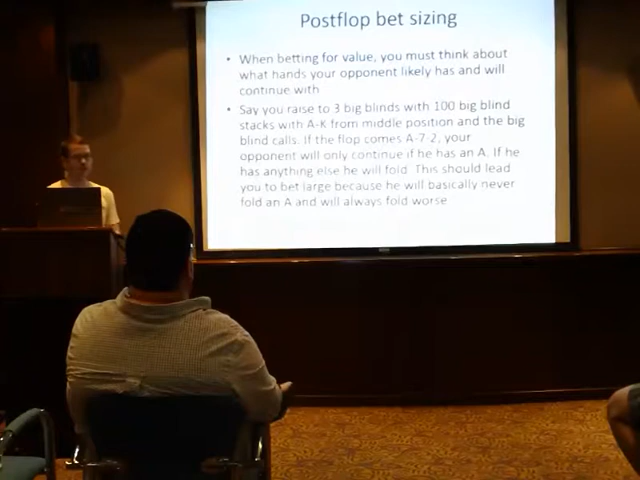 Postflop bet sizing
• When betting for value, you must think about
what hands your opponent likely has and will
continue with
• Say you raise to 3 big blinds with 100 big blind
stacks with A-K from middle position and the big
blind calls. If the flop comes A-7-2, your
opponent will only continue if he has an A. If he
has anything else he will fold. This should lead
you to bet large because he will basically never
fold an A and will always fold worse